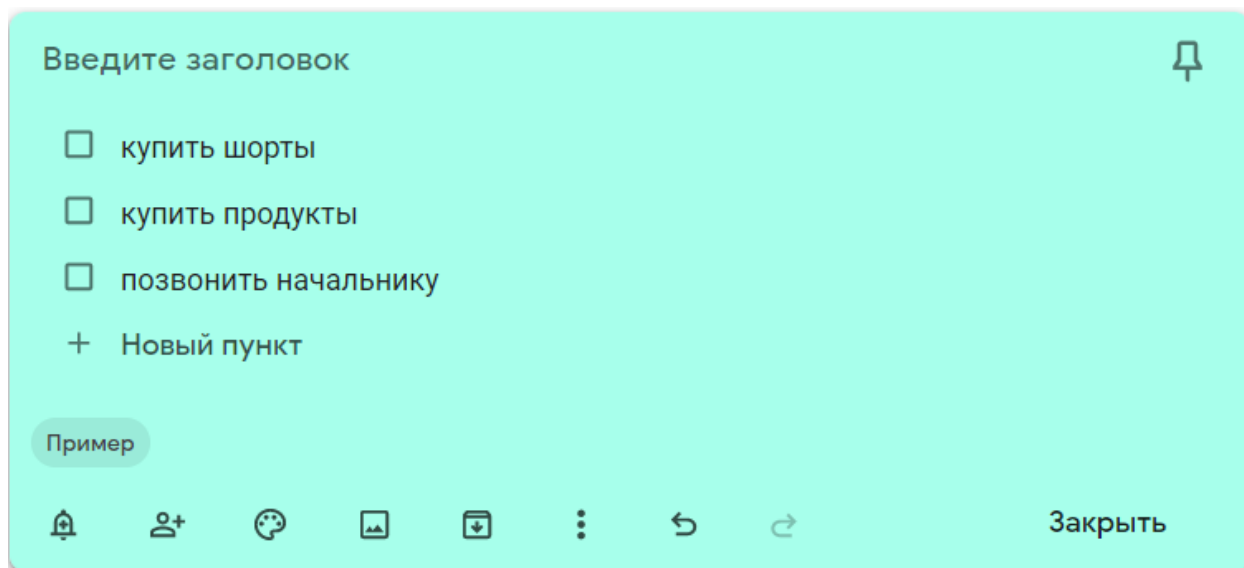 Введите заголовок
купить шорты
купить продукты
позвонить начальнику
Новый пункт
Пример
Закрыть